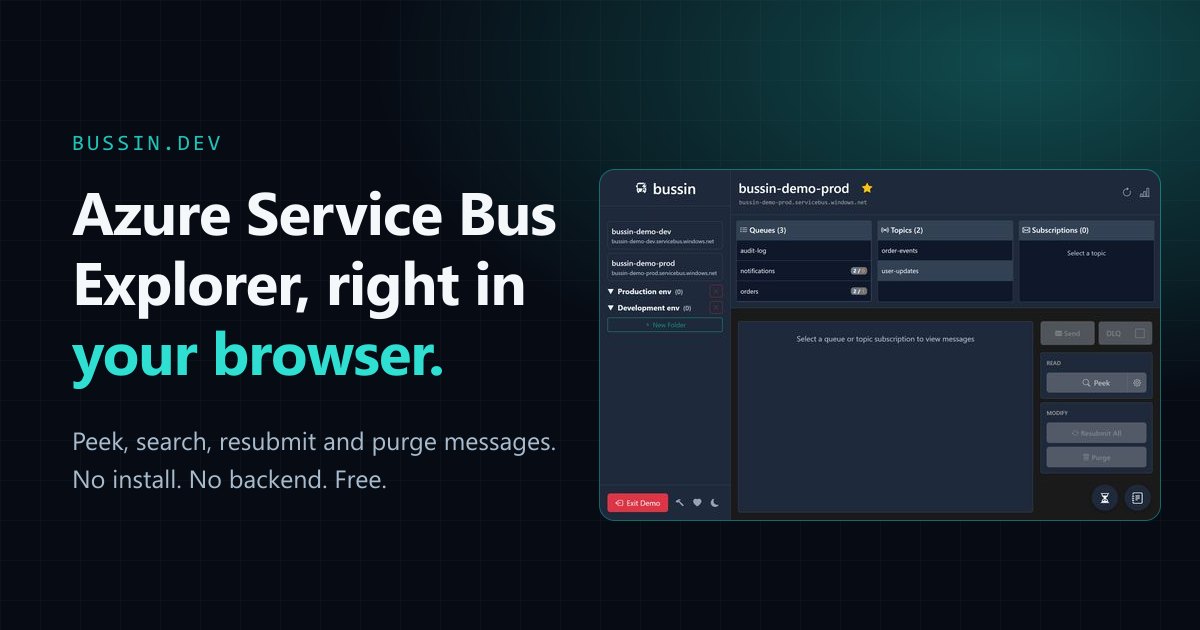 BUSSIN.DEV
Azure Service Bus
Explorer, right in
your browser.
Peek, search, resubmit and purge messages.
No install. No backend. Free.
bussin
bussin-demo-dev
bussin-demo-dev.servicebus.windows.net
bussin-demo-prod
bussin-demo-prod.servicebus.windows.net
Production env (0)
Development env (0)
+ New Folder
Exit Demo
bussin-demo-prod
bussin-demo-prod.servicebus.windows.net
Queues (3)
audit-log
notifications
orders
Topics (2)
order-events
user-updates
Subscriptions (0)
Select a topic
Select a queue or topic subscription to view messages
Send
DLQ
READ
Peek
MODIFY
Resubmit All
Purge